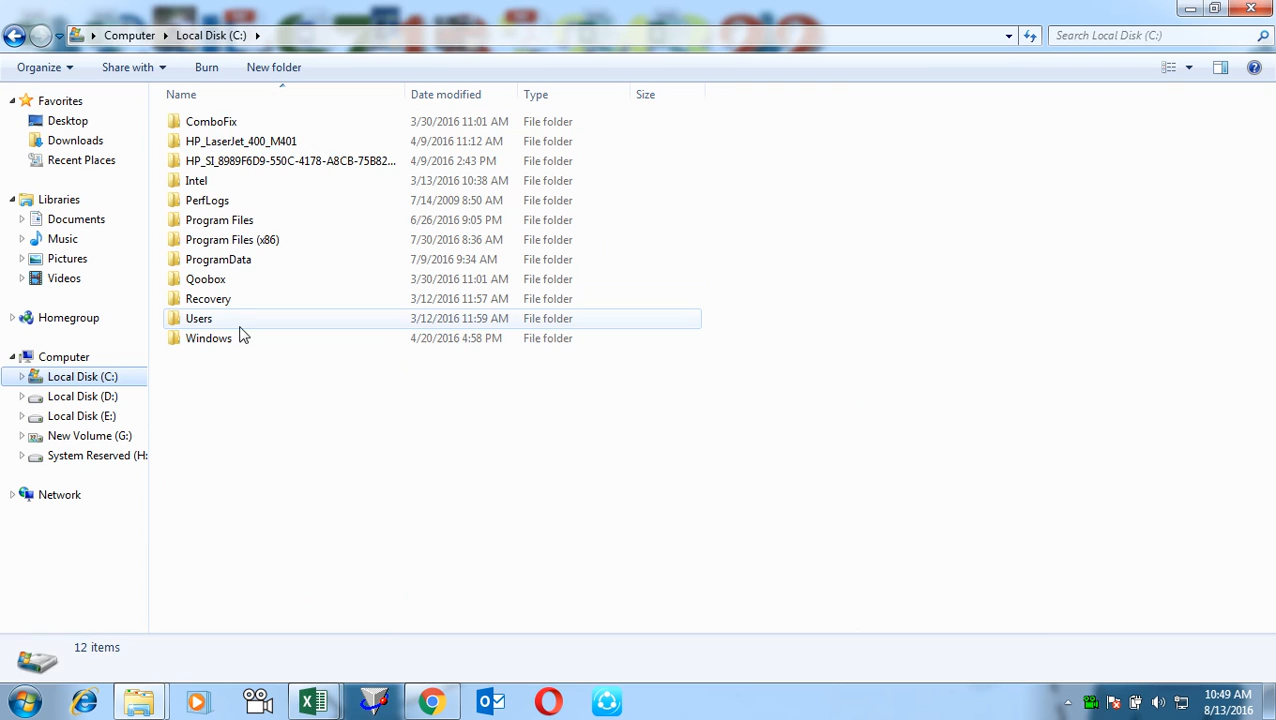 Computer Local Disk (C:)
Search Local Disk (C:)
Organize Share with Burn New folder
Name Date modified Type Size
Favorites
Desktop
Downloads
Recent Places
Libraries
Documents
Music
Pictures
Videos
Homegroup
Computer
Local Disk (C:)
Local Disk (D:)
Local Disk (E:)
New Volume (G:)
System Reserved (H:
Network
ComboFix 3/30/2016 11:01 AM File folder
HP_LaserJet_400_M401 4/9/2016 11:12 AM File folder
HP_SI_8989F6D9-550C-4178-A8CB-75B82... 4/9/2016 2:43 PM File folder
Intel 3/13/2016 10:38 AM File folder
PerfLogs 7/14/2009 8:50 AM File folder
Program Files 6/26/2016 9:05 PM File folder
Program Files (x86) 7/30/2016 8:36 AM File folder
ProgramData 7/9/2016 9:34 AM File folder
Qoobox 3/30/2016 11:01 AM File folder
Recovery 3/12/2016 11:57 AM File folder
Users 3/12/2016 11:59 AM File folder
Windows 4/20/2016 4:58 PM File folder
12 items
10:49 AM
8/13/2016